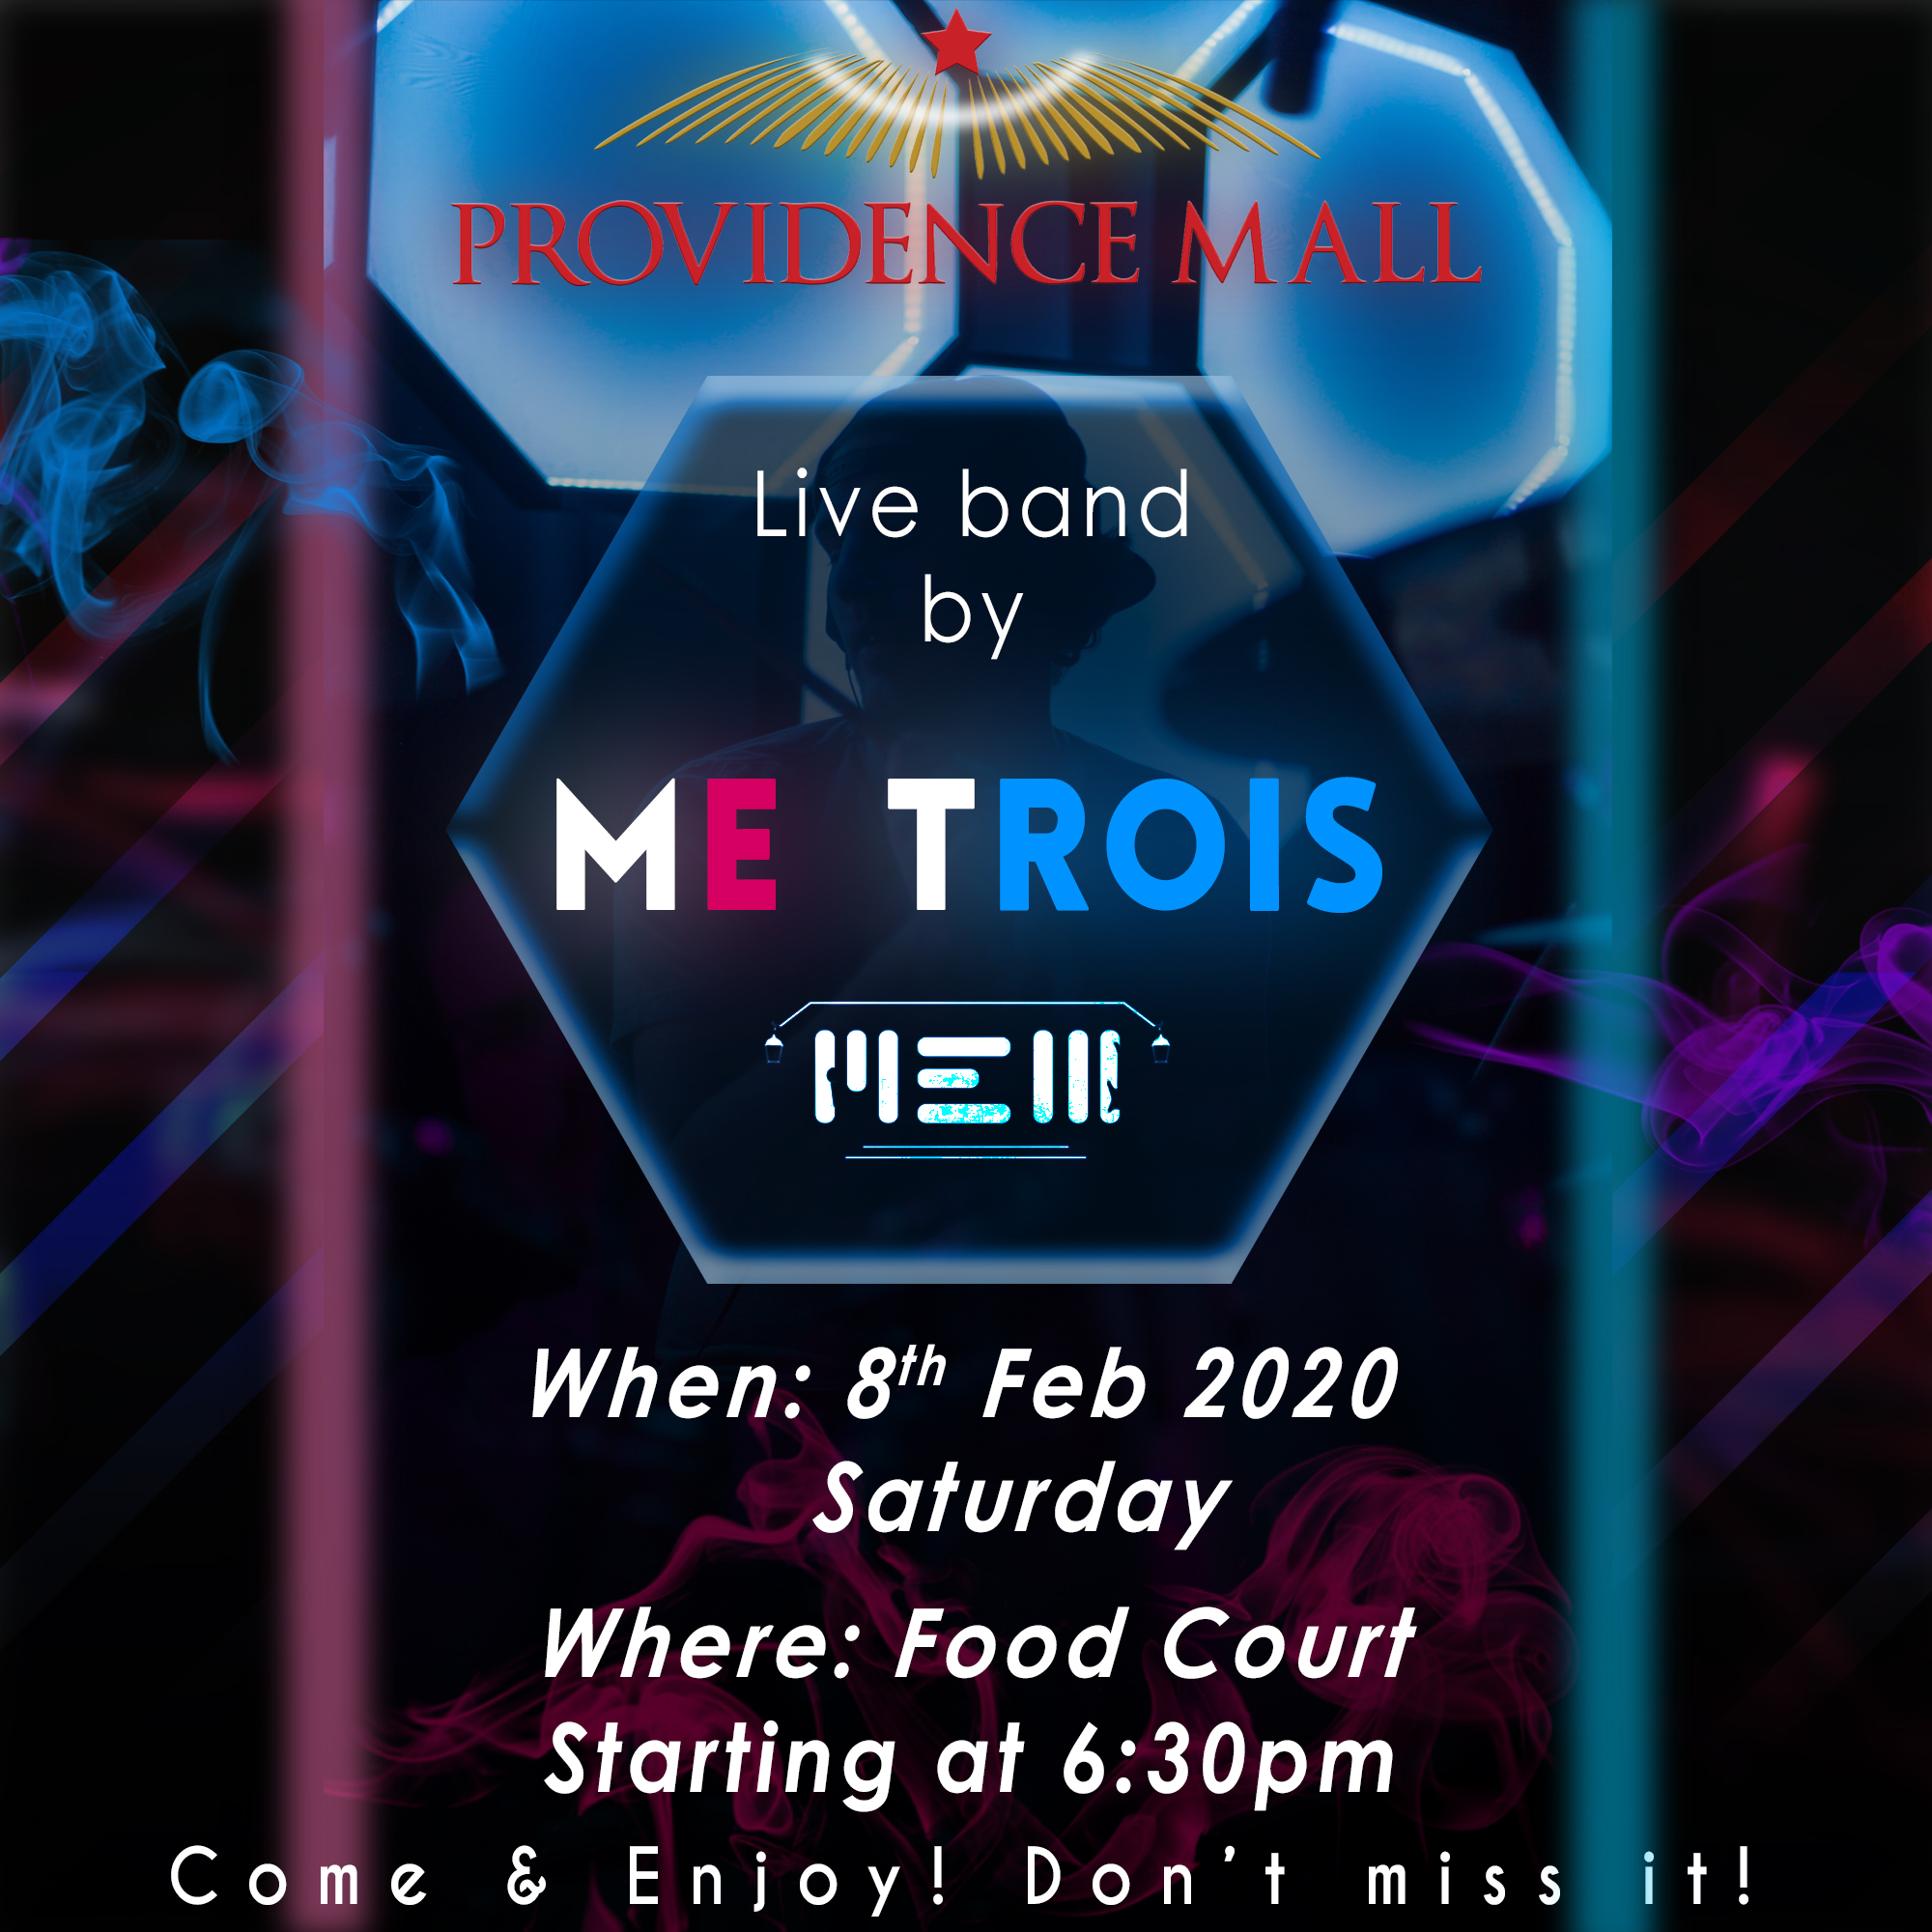 PROVIDENCE MALL
Live band
by
ME TROIS
When: 8th Feb 2020
Saturday
Where: Food Court
Starting at 6:30pm
Come & Enjoy! Don't miss it!